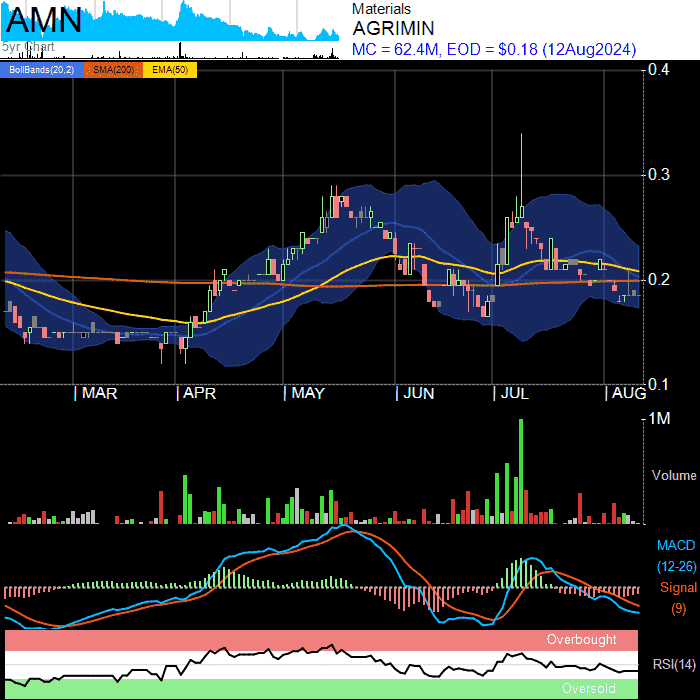 AMN
5yr Chart
Materials
AGRIMIN
MC = 62.4M, EOD = $0.18 (12Aug2024)
BollBands(20,2) SMA(200) EMA(50)
0.4
0.3
0.2
0.1
MAR APR MAY JUN JUL AUG
1M
Volume
MACD
(12-26)
Signal
(9)
Overbought
RSI(14)
Oversold